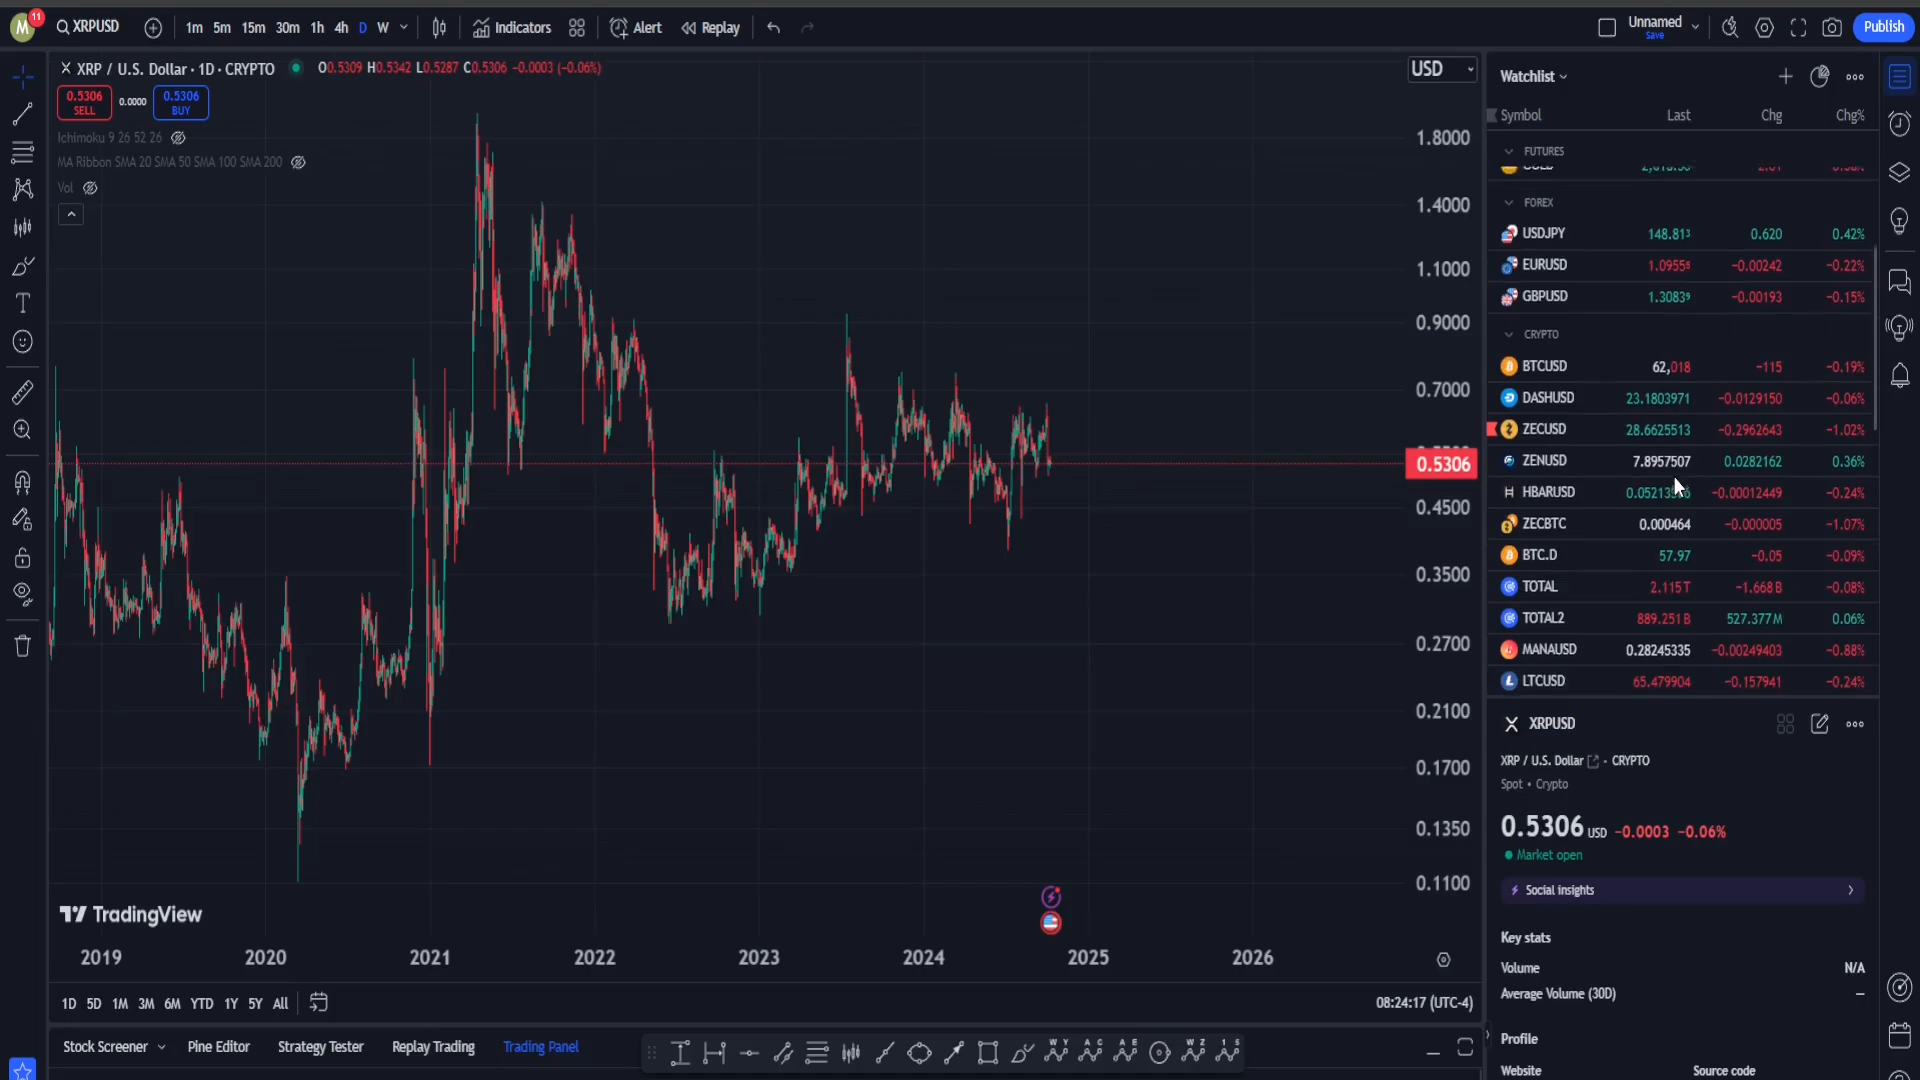 M 11 XRPUSD 1m 5m 15m 30m 1h 4h D W Indicators Alert Replay Unnamed Save Publish
XRP / U.S. Dollar · 1D · CRYPTO O0.5309 H0.5342 L0.5287 C0.5306 −0.0003 (−0.06%) USD
0.5306 SELL 0.0000 0.5306 BUY
Ichimoku 9 26 52 26
MA Ribbon SMA 20 SMA 50 SMA 100 SMA 200
Vol
1.8000
1.4000
1.1000
0.9000
0.7000
0.5306
0.4500
0.3500
0.2700
0.2100
0.1700
0.1350
0.1100
TradingView
2019 2020 2021 2022 2023 2024 2025 2026
1D 5D 1M 3M 6M YTD 1Y 5Y All 08:24:17 (UTC-4)
Stock Screener Pine Editor Strategy Tester Replay Trading Trading Panel
Watchlist
Symbol Last Chg Chg%
FUTURES
FOREX
USDJPY 148.813 0.620 0.42%
EURUSD 1.09558 −0.00242 −0.22%
GBPUSD 1.30839 −0.00193 −0.15%
CRYPTO
BTCUSD 62,018 −115 −0.19%
DASHUSD 23.1803971 −0.0129150 −0.06%
ZECUSD 28.6625513 −0.2962643 −1.02%
ZENUSD 7.8957507 0.0282162 0.36%
HBARUSD −0.00012449 −0.24%
ZECBTC 0.000464 −0.000005 −1.07%
BTC.D 57.97 −0.05 −0.09%
TOTAL 2.115T −1.668B −0.08%
TOTAL2 889.251B 527.377M 0.06%
MANAUSD 0.28245335 −0.00249403 −0.88%
LTCUSD 65.479904 −0.157941 −0.24%
XRPUSD
XRP / U.S. Dollar · CRYPTO
Spot • Crypto
0.5306 USD −0.0003 −0.06%
Market open
Social insights
Key stats
Volume N/A
Average Volume (30D) —
Profile
Website Source code